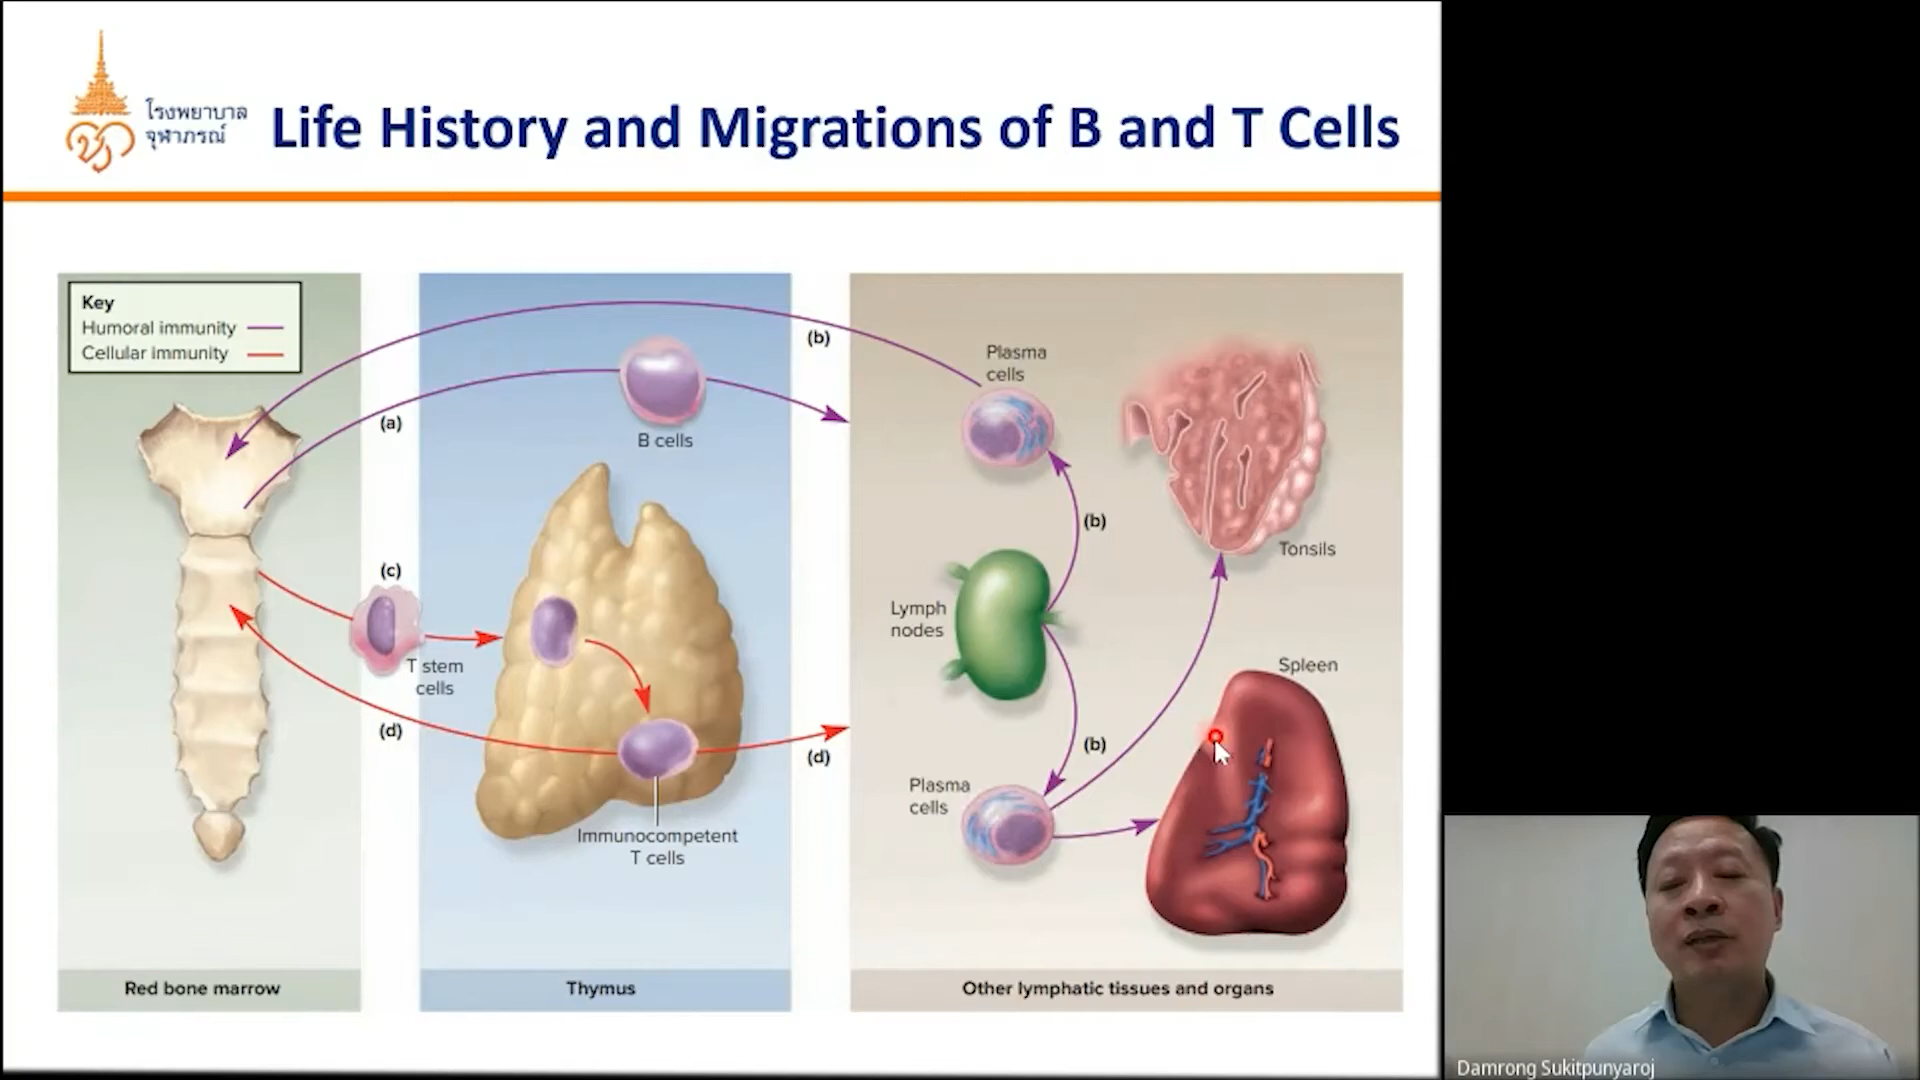 โรงพยาบาล
จุฬาภรณ์
Life History and Migrations of B and T Cells
Key
Humoral immunity
Cellular immunity
(b)
Plasma
cells
(a)
B cells
(b)
Tonsils
(c)
Lymph
nodes
T stem
cells
Spleen
(d)
(d)
(b)
Plasma
cells
Immunocompetent
T cells
Red bone marrow
Thymus
Other lymphatic tissues and organs
Damrong Sukitpunyaroj